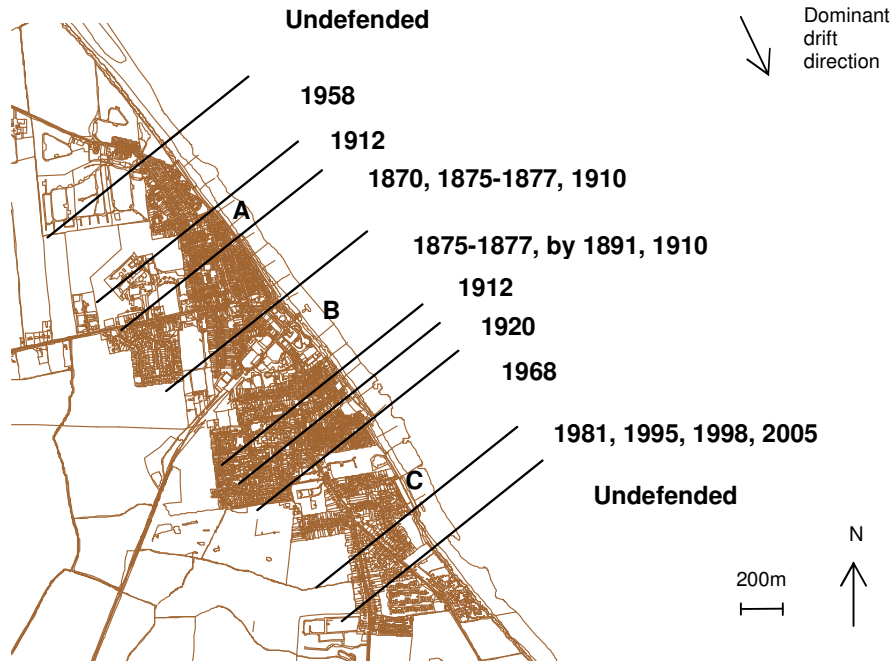 Undefended
Dominant
drift
direction
1958
1912
1870, 1875-1877, 1910
A
1875-1877, by 1891, 1910
1912
B
1920
1968
1981, 1995, 1998, 2005
C
Undefended
N
200m